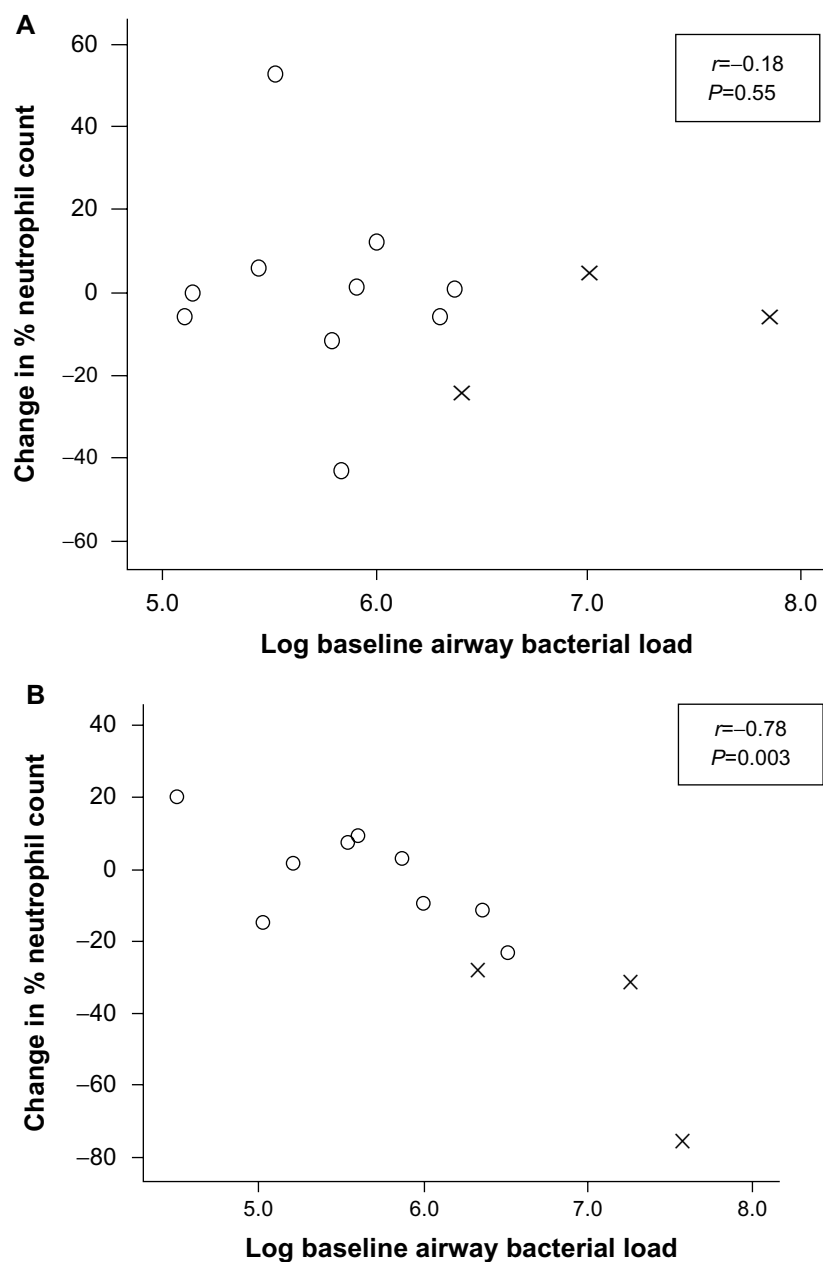 A
r=–0.18
P=0.55
Change in % neutrophil count
60
40
20
0
–20
–40
–60
5.0 6.0 7.0 8.0
Log baseline airway bacterial load
B
r=–0.78
P=0.003
Change in % neutrophil count
40
20
0
–20
–40
–60
–80
5.0 6.0 7.0 8.0
Log baseline airway bacterial load